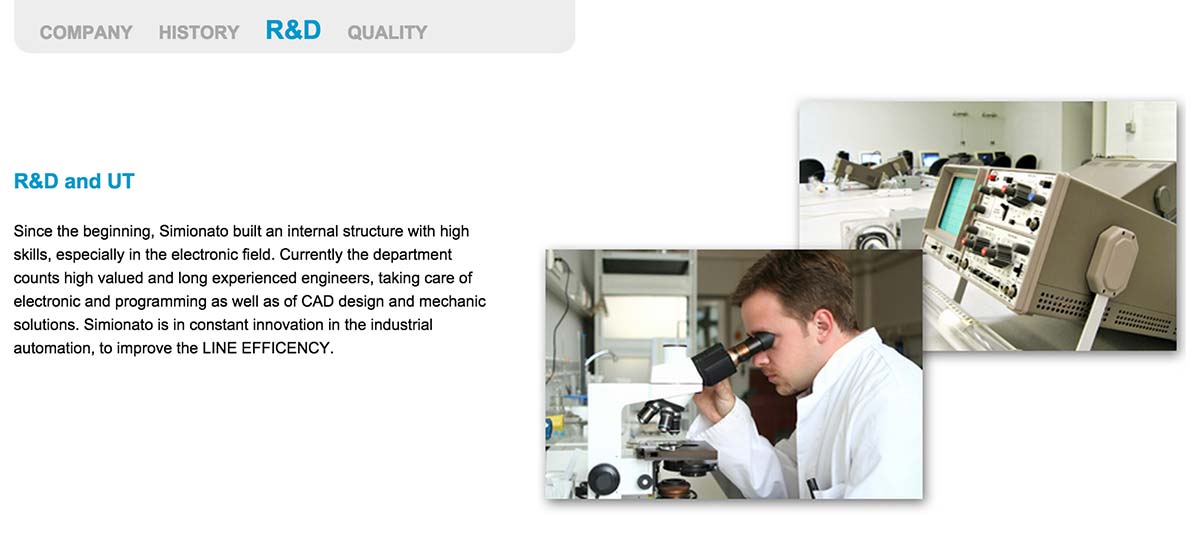 COMPANY HISTORY R&D QUALITY
R&D and UT
Since the beginning, Simionato built an internal structure with high
skills, especially in the electronic field. Currently the department
counts high valued and long experienced engineers, taking care of
electronic and programming as well as of CAD design and mechanic
solutions. Simionato is in constant innovation in the industrial
automation, to improve the LINE EFFICENCY.